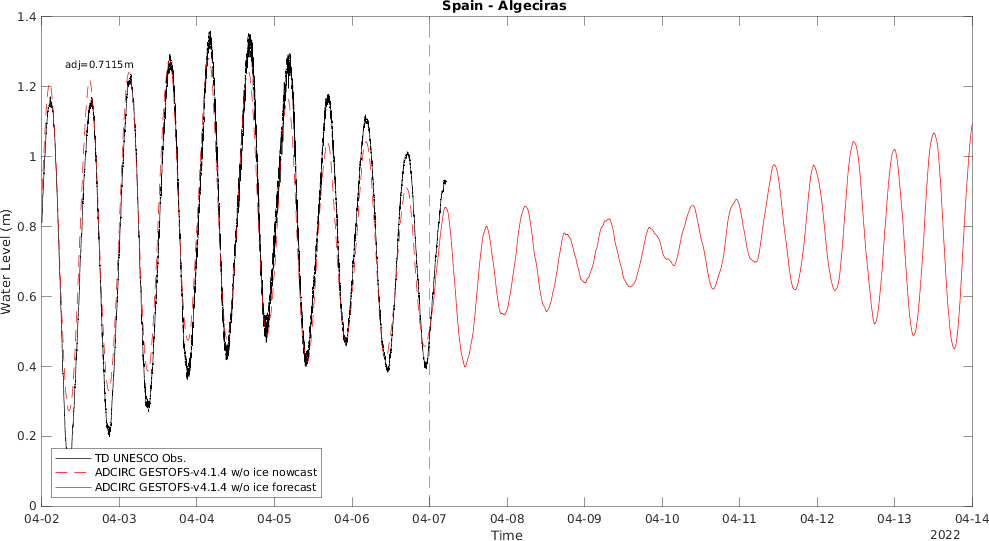 Spain - Algeciras
adj=0.7115m
Water Level (m)
1.4
1.2
1
0.8
0.6
0.4
0.2
0
TD UNESCO Obs.
ADCIRC GESTOFS-v4.1.4 w/o ice nowcast
ADCIRC GESTOFS-v4.1.4 w/o ice forecast
04-02 04-03 04-04 04-05 04-06 04-07 04-08 04-09 04-10 04-11 04-12 04-13 04-14
Time
2022